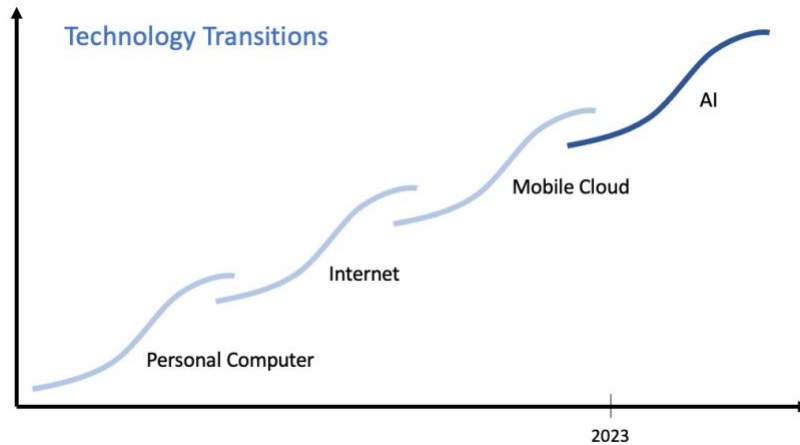 Technology Transitions
AI
Mobile Cloud
Internet
Personal Computer
2023